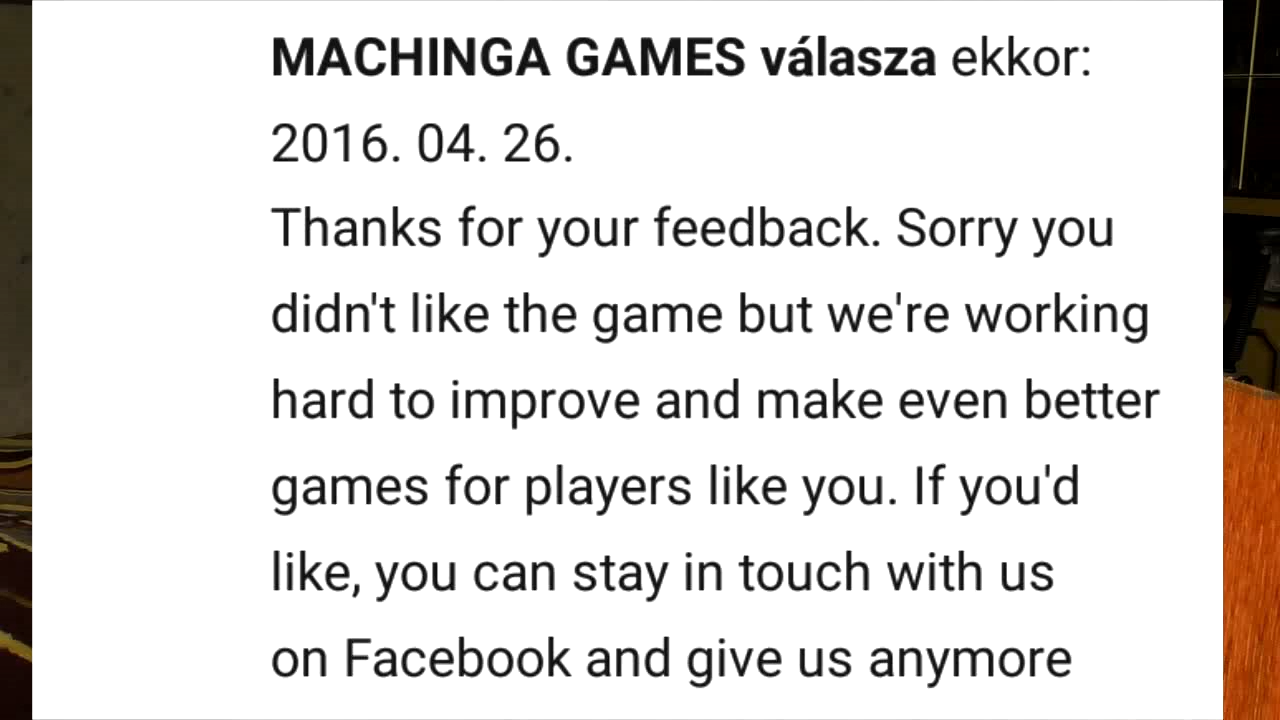 MACHINGA GAMES válasza ekkor:
2016. 04. 26.
Thanks for your feedback. Sorry you
didn't like the game but we're working
hard to improve and make even better
games for players like you. If you'd
like, you can stay in touch with us
on Facebook and give us anymore